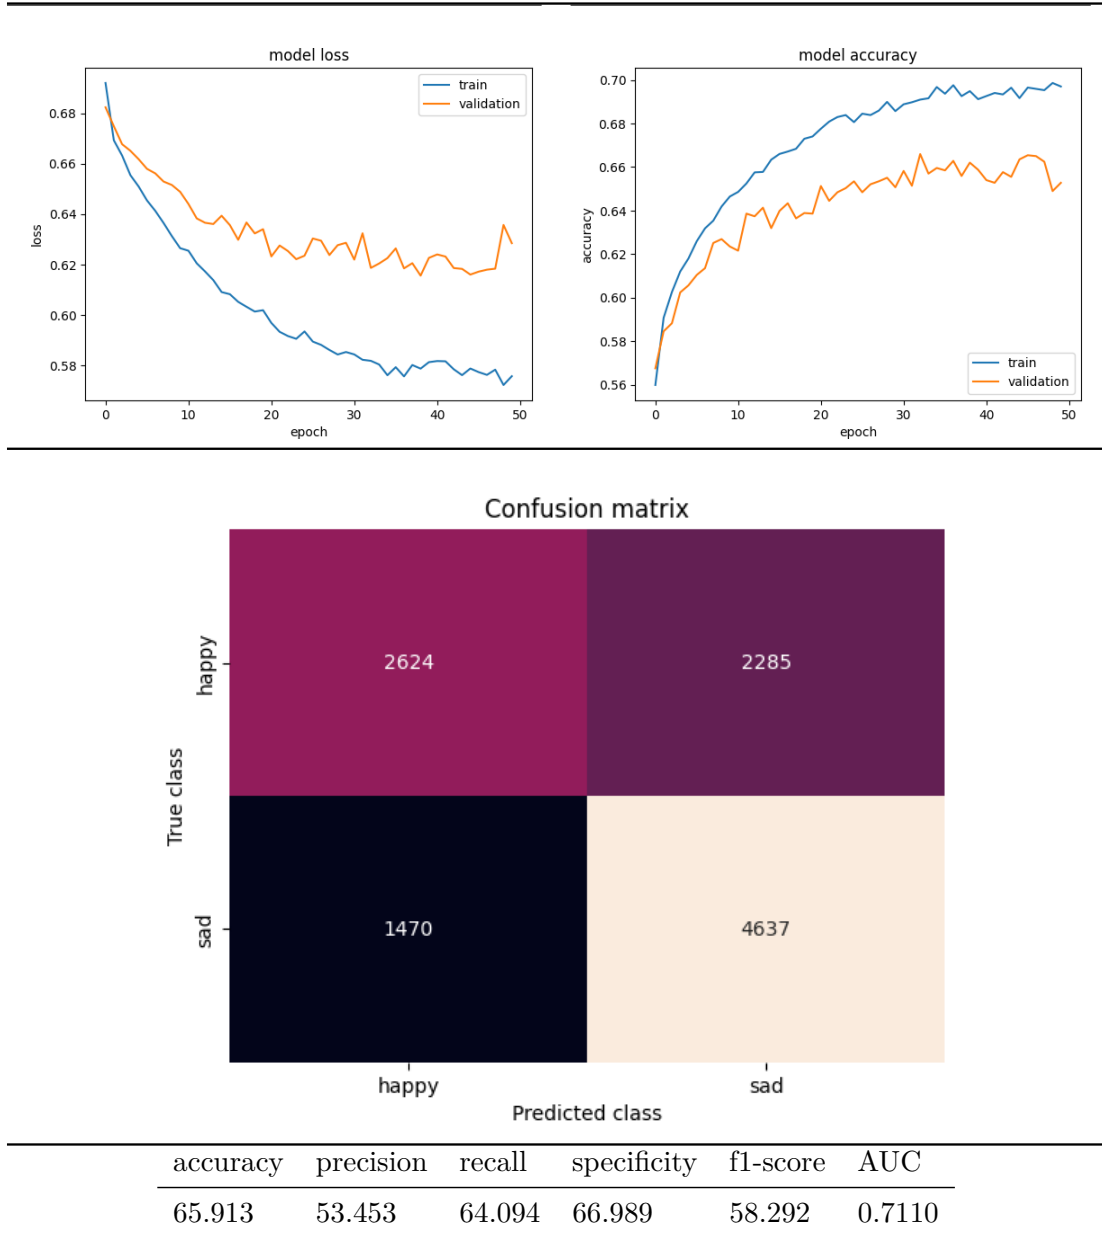 model loss
train
validation
0.68
0.66
0.64
0.62
0.60
0.58
loss
0 10 20 30 40 50
epoch
model accuracy
0.70
0.68
0.66
0.64
0.62
0.60
0.58
0.56
accuracy
train
validation
0 10 20 30 40 50
epoch
Confusion matrix
happy
2624 2285
True class
sad
1470 4637
happy sad
Predicted class
accuracy precision recall specificity f1-score AUC
65.913 53.453 64.094 66.989 58.292 0.7110